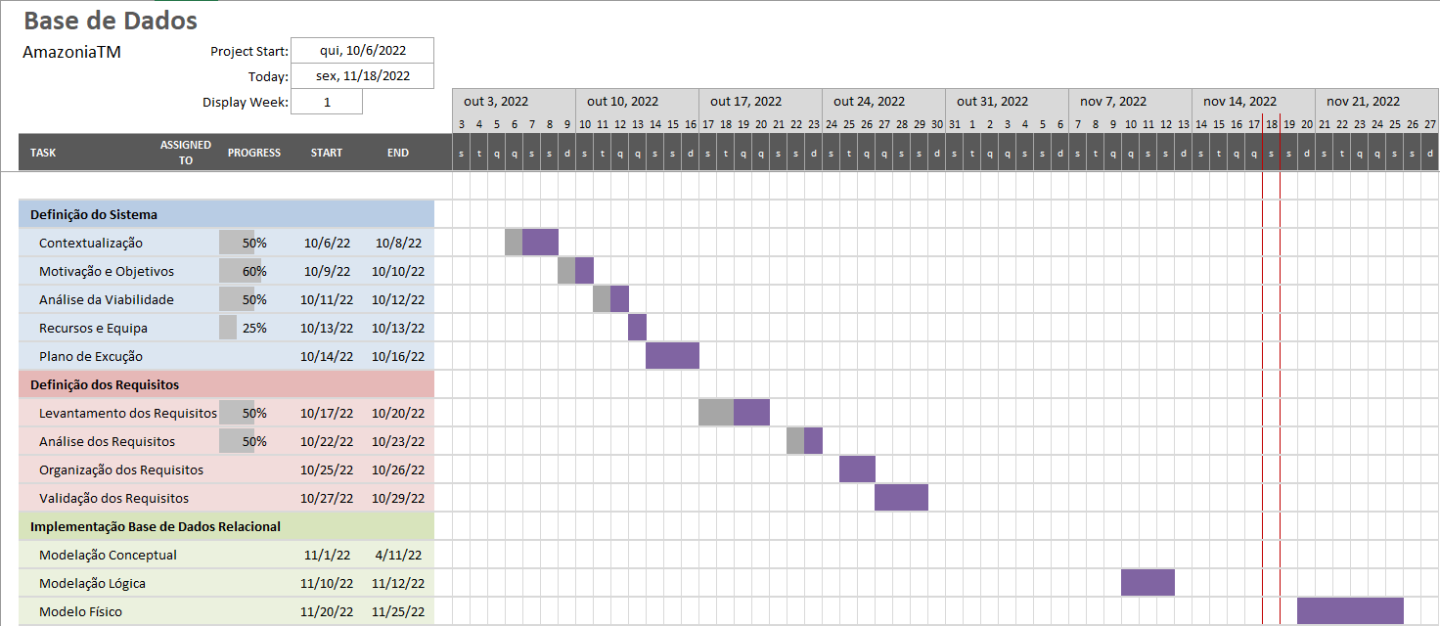 Base de Dados
AmazoniaTM
Project Start: qui, 10/6/2022
Today: sex, 11/18/2022
Display Week: 1
out 3, 2022 out 10, 2022 out 17, 2022 out 24, 2022 out 31, 2022 nov 7, 2022 nov 14, 2022 nov 21, 2022
3 4 5 6 7 8 9 10 11 12 13 14 15 16 17 18 19 20 21 22 23 24 25 26 27 28 29 30 31 1 2 3 4 5 6 7 8 9 10 11 12 13 14 15 16 17 18 19 20 21 22 23 24 25 26 27
TASK ASSIGNED TO PROGRESS START END s t q q s s d s t q q s s d s t q q s s d s t q q s s d s t q q s s d s t q q s s d s t q q s s d s t q q s s d
Definição do Sistema
Contextualização 50% 10/6/22 10/8/22
Motivação e Objetivos 60% 10/9/22 10/10/22
Análise da Viabilidade 50% 10/11/22 10/12/22
Recursos e Equipa 25% 10/13/22 10/13/22
Plano de Excução 10/14/22 10/16/22
Definição dos Requisitos
Levantamento dos Requisitos 50% 10/17/22 10/20/22
Análise dos Requisitos 50% 10/22/22 10/23/22
Organização dos Requisitos 10/25/22 10/26/22
Validação dos Requisitos 10/27/22 10/29/22
Implementação Base de Dados Relacional
Modelação Conceptual 11/1/22 4/11/22
Modelação Lógica 11/10/22 11/12/22
Modelo Físico 11/20/22 11/25/22